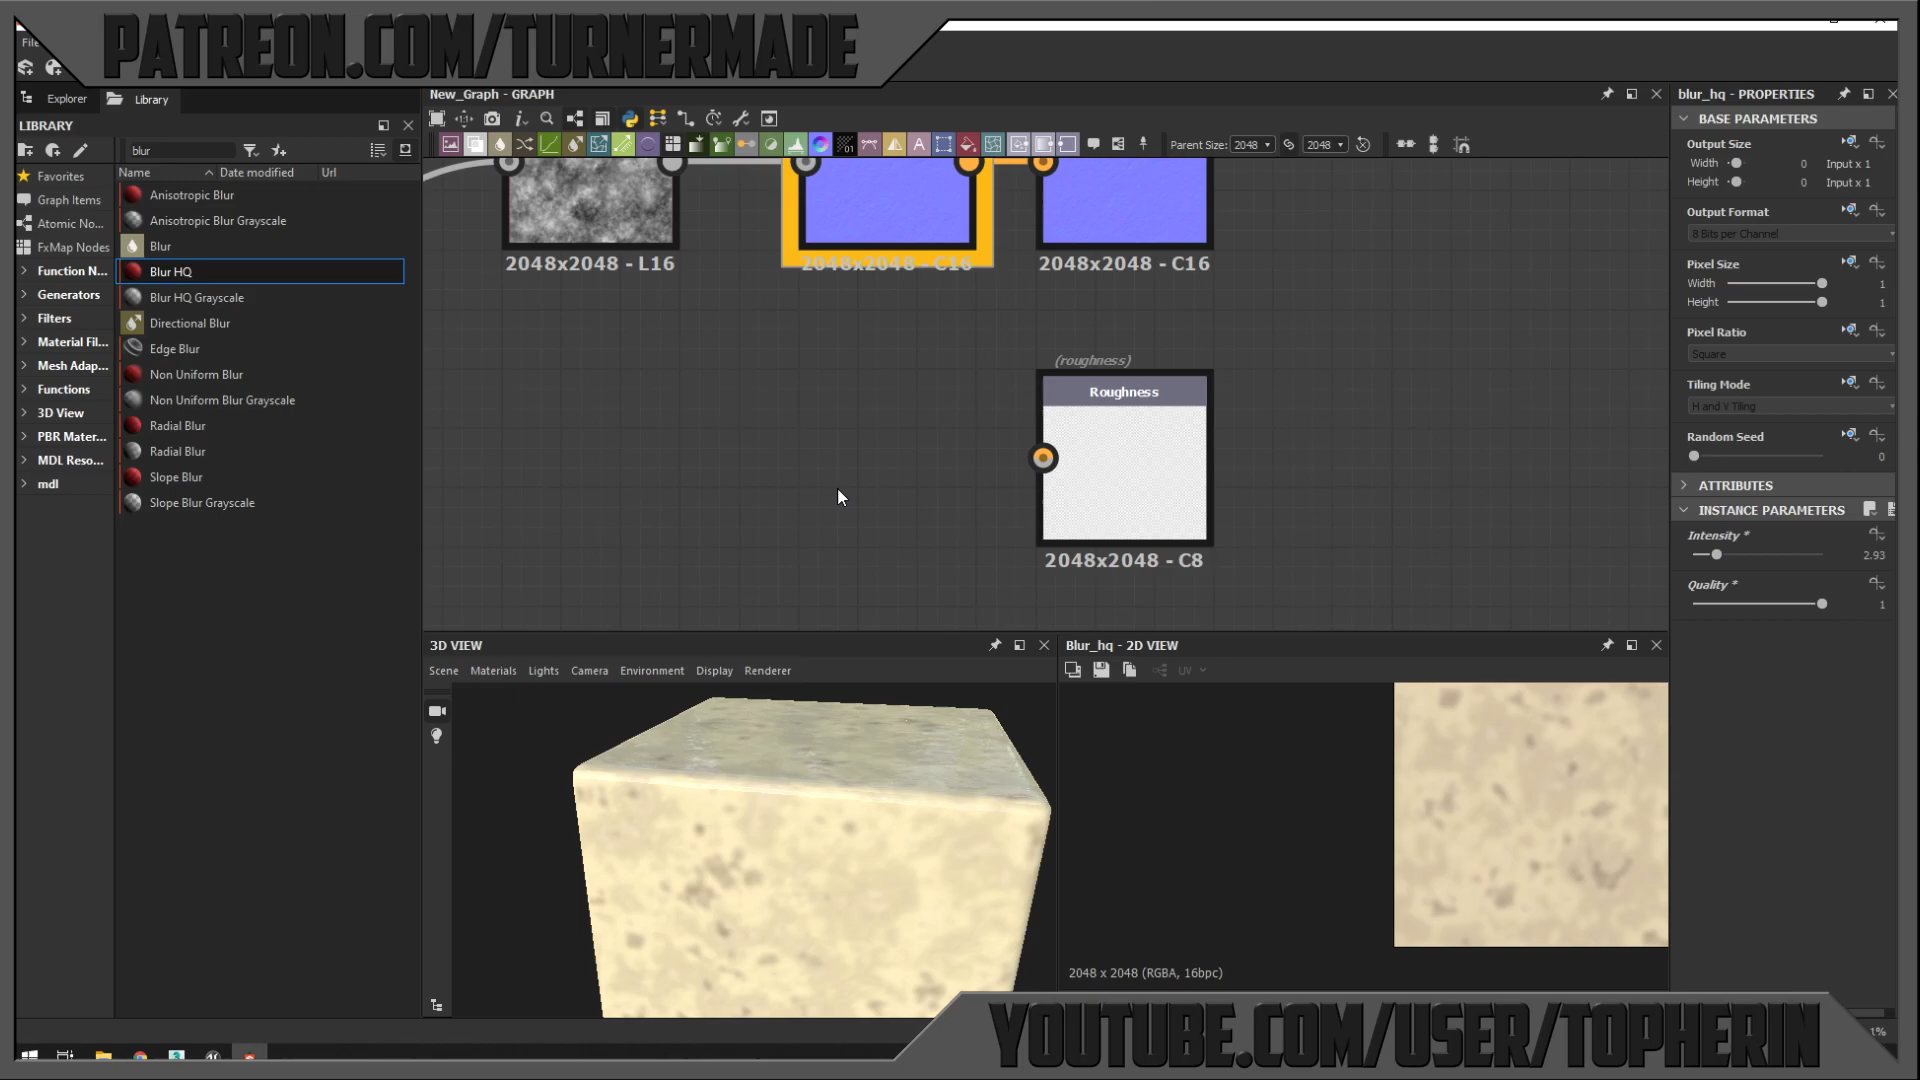 PATREON.COM/TURNERMADE
File
Explorer
Library
LIBRARY
blur
Name
Date modified
Url
Favorites
Graph Items
Atomic No...
FxMap Nodes
Function N...
Generators
Filters
Material Fil...
Mesh Adap...
Functions
3D View
PBR Mater...
MDL Reso...
mdl
Anisotropic Blur
Anisotropic Blur Grayscale
Blur
Blur HQ
Blur HQ Grayscale
Directional Blur
Edge Blur
Non Uniform Blur
Non Uniform Blur Grayscale
Radial Blur
Radial Blur
Slope Blur
Slope Blur Grayscale
New_Graph - GRAPH
Parent Size: 2048
2048
2048x2048 - L16
2048x2048 - C16
2048x2048 - C16
(roughness)
Roughness
2048x2048 - C8
3D VIEW
Scene Materials Lights Camera Environment Display Renderer
Blur_hq - 2D VIEW
UV
2048 x 2048 (RGBA, 16bpc)
blur_hq - PROPERTIES
BASE PARAMETERS
Output Size
Width 0 Input x 1
Height 0 Input x 1
Output Format
8 Bits per Channel
Pixel Size
Width 1
Height 1
Pixel Ratio
Square
Tiling Mode
H and V Tiling
Random Seed
0
ATTRIBUTES
INSTANCE PARAMETERS
Intensity *
2.93
Quality *
1
YOUTUBE.COM/USER/TOPHERIN
1%